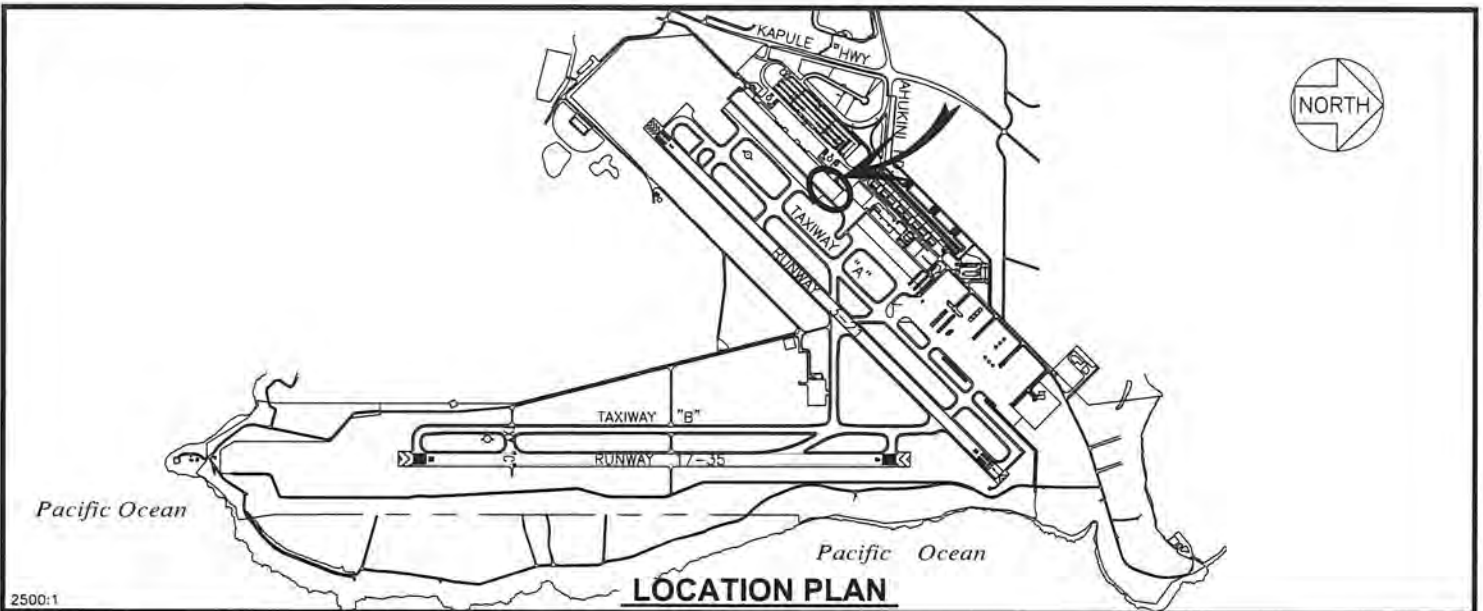 KAPULE HWY
NORTH
AHUKINI
TAXIWAY
"A"
RUNWAY
TAXIWAY "B"
RUNWAY 17-35
Pacific Ocean
Pacific Ocean
LOCATION PLAN
2500:1